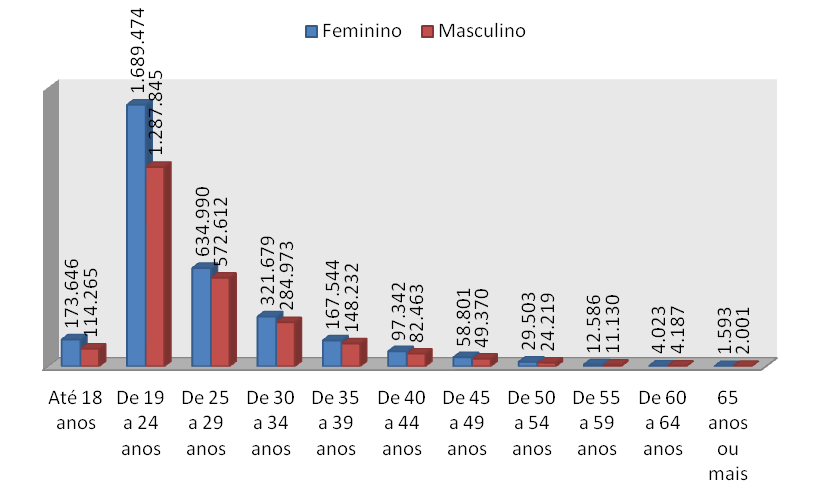 Feminino Masculino
1.689.474
1.287.845
173.646
114.265
634.990
572.612
321.679
284.973
167.544
148.232
97.342
82.463
58.801
49.370
29.503
24.219
12.586
11.130
4.023
4.187
1.593
2.001
Até 18
anos
De 19
a 24
anos
De 25
a 29
anos
De 30
a 34
anos
De 35
a 39
anos
De 40
a 44
anos
De 45
a 49
anos
De 50
a 54
anos
De 55
a 59
anos
De 60
a 64
anos
65
anos
ou
mais